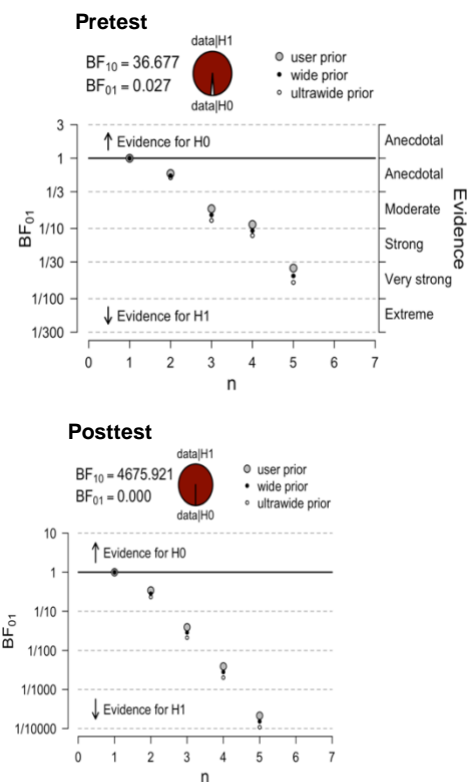 Pretest
data|H1
BF10 = 36.677
BF01 = 0.027
data|H0
user prior
wide prior
ultrawide prior
3
1
1/3
1/10
1/30
1/100
1/300
BF01
Evidence for H0
Evidence for H1
Anecdotal
Anecdotal
Moderate
Strong
Very strong
Extreme
Evidence
0 1 2 3 4 5 6 7
n
Posttest
data|H1
BF10 = 4675.921
BF01 = 0.000
data|H0
user prior
wide prior
ultrawide prior
10
1
1/10
1/100
1/1000
1/10000
BF01
Evidence for H0
Evidence for H1
0 1 2 3 4 5 6 7
n